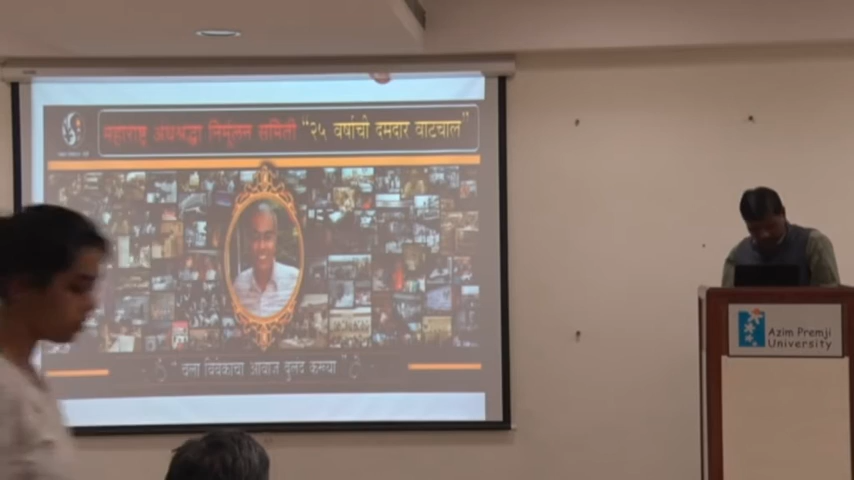 महाराष्ट्र अंधश्रद्धा निर्मूलन समिती "२५ वर्षाची दमदार वाटचाल"
" चला विवेकाचा आवाज बुलंद करूया "
Azim Premji
University